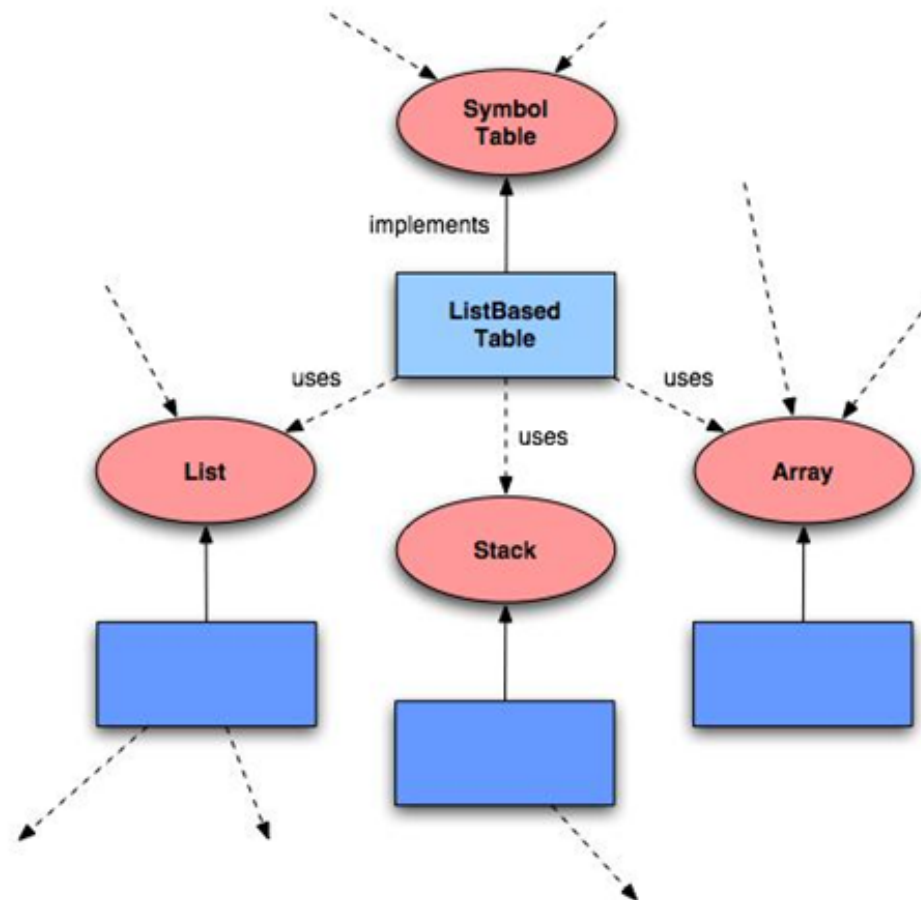 Symbol
Table
implements
ListBased
Table
uses
uses
uses
List
Array
Stack